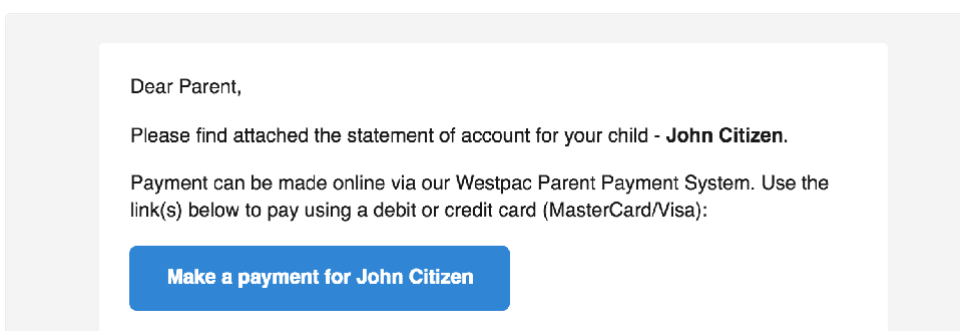 Dear Parent,
Please find attached the statement of account for your child - John Citizen.
Payment can be made online via our Westpac Parent Payment System. Use the
link(s) below to pay using a debit or credit card (MasterCard/Visa):
Make a payment for John Citizen